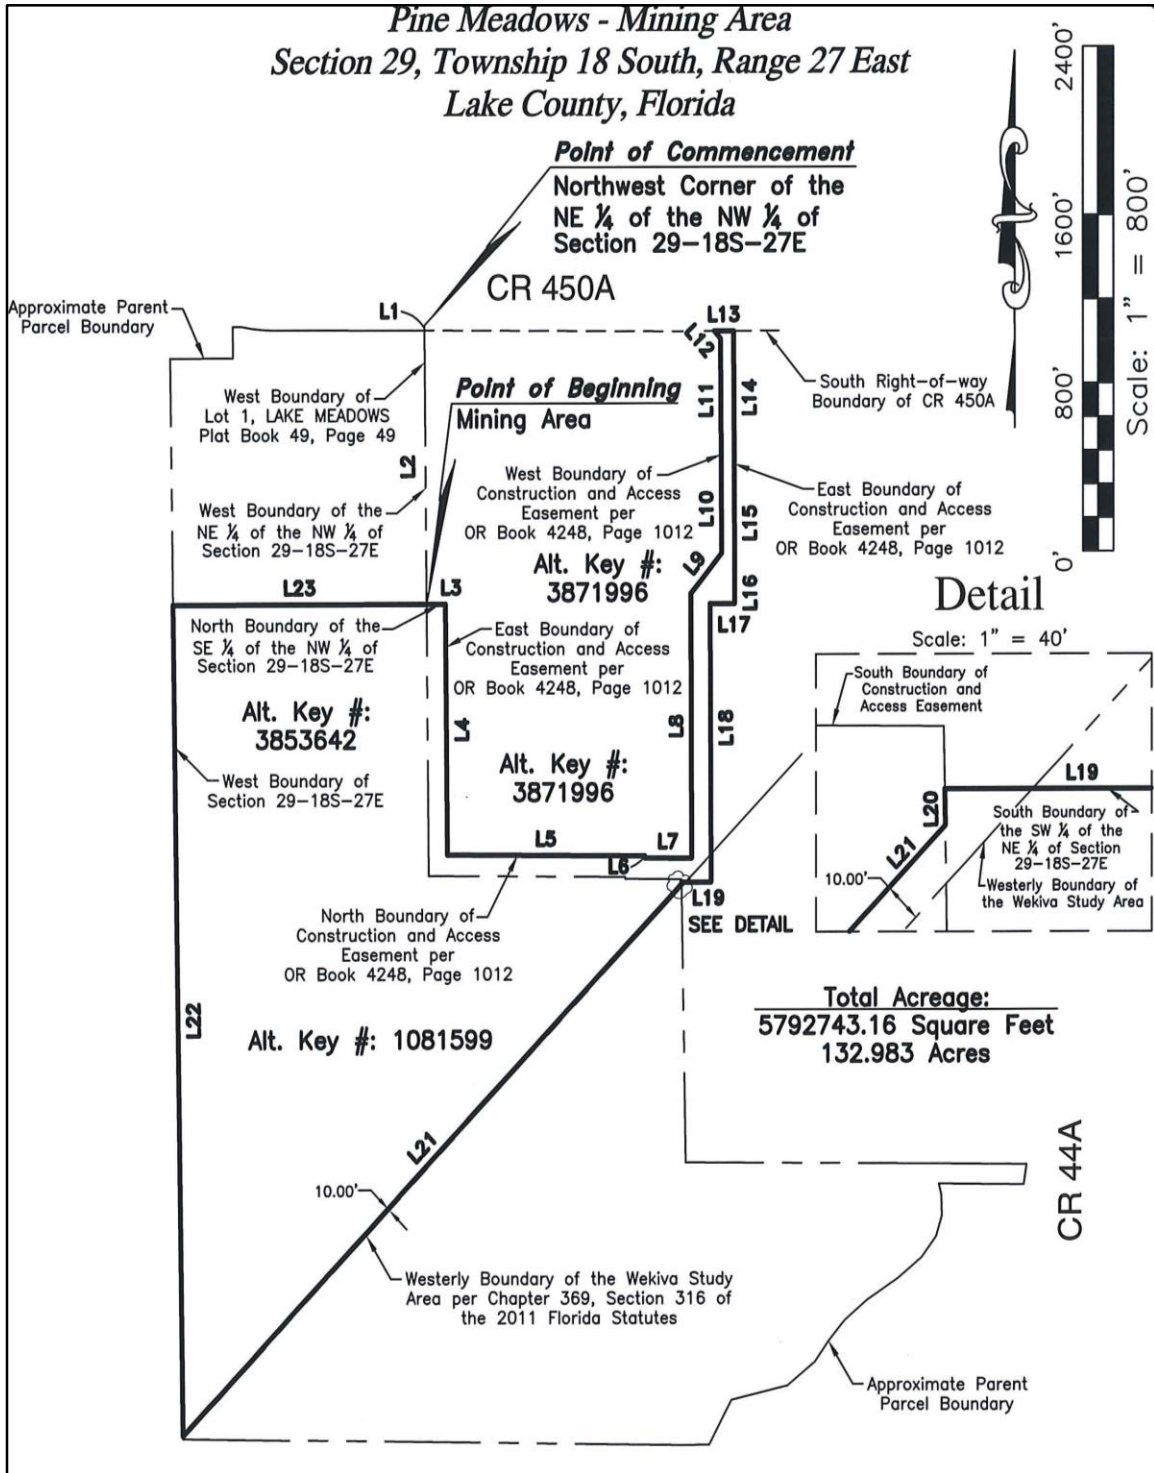 Pine Meadows - Mining Area
Section 29, Township 18 South, Range 27 East
Lake County, Florida
Point of Commencement
Northwest Corner of the
NE ¼ of the NW ¼ of
Section 29-18S-27E
2400'
1600'
800'
0'
Scale: 1" = 800'
CR 450A
Approximate Parent
Parcel Boundary
L1
L13
L12
West Boundary of
Lot 1, LAKE MEADOWS
Plat Book 49, Page 49
Point of Beginning
Mining Area
L11
L14
South Right-of-way
Boundary of CR 450A
L2
West Boundary of
Construction and Access
Easement per
OR Book 4248, Page 1012
L10
L15
East Boundary of
Construction and Access
Easement per
OR Book 4248, Page 1012
West Boundary of the
NE ¼ of the NW ¼ of
Section 29-18S-27E
Alt. Key #:
3871996
L9
L16
L23
L3
L17
Detail
Scale: 1" = 40'
North Boundary of the
SE ¼ of the NW ¼ of
Section 29-18S-27E
East Boundary of
Construction and Access
Easement per
OR Book 4248, Page 1012
South Boundary of
Construction and
Access Easement
Alt. Key #:
3853642
L4
L8
L18
West Boundary of
Section 29-18S-27E
Alt. Key #:
3871996
L19
L20
South Boundary of
the SW ¼ of the
NE ¼ of Section
29-18S-27E
L21
10.00'
Westerly Boundary of
the Wekiva Study Area
L5
L7
L6
L19
SEE DETAIL
North Boundary of
Construction and Access
Easement per
OR Book 4248, Page 1012
Total Acreage:
5792743.16 Square Feet
132.983 Acres
L22
Alt. Key #: 1081599
L21
10.00'
CR 44A
Westerly Boundary of the Wekiva Study
Area per Chapter 369, Section 316 of
the 2011 Florida Statutes
Approximate Parent
Parcel Boundary